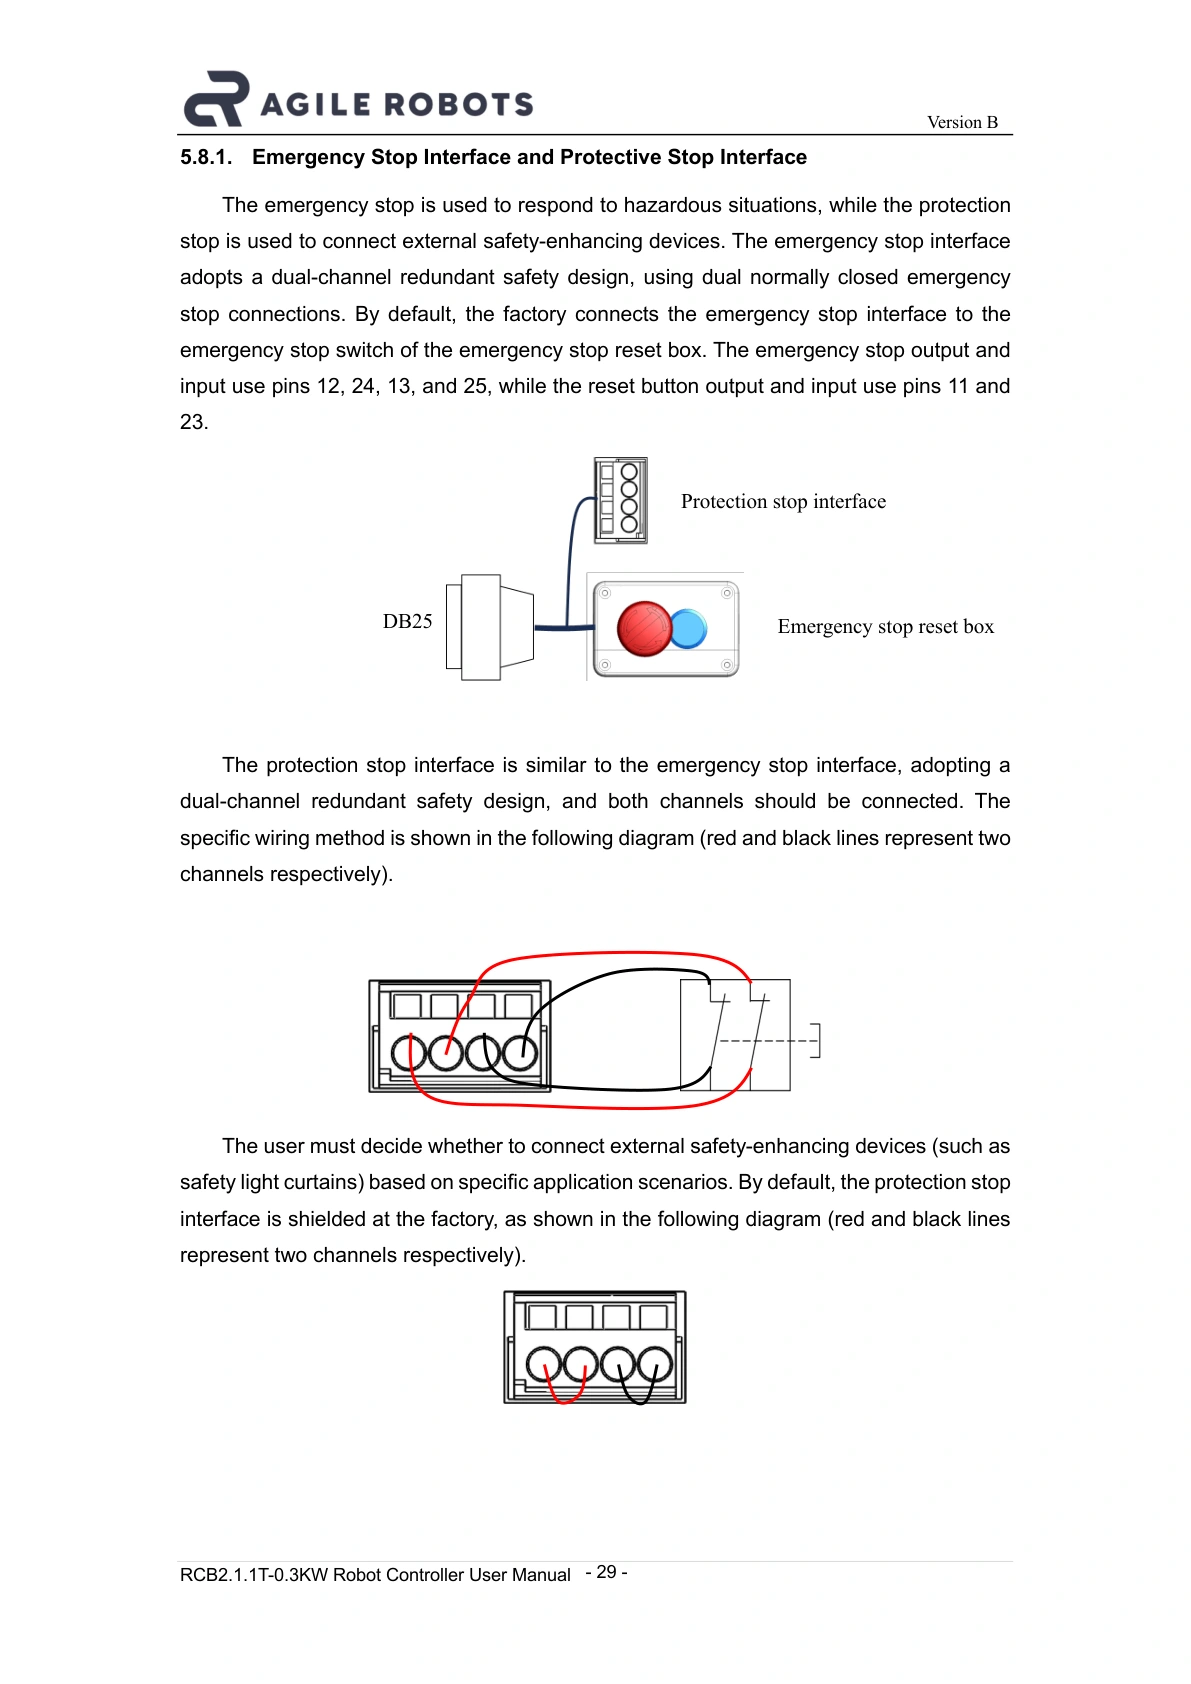 AGILE ROBOTS
Version B
5.8.1. Emergency Stop Interface and Protective Stop Interface
The emergency stop is used to respond to hazardous situations, while the protection
stop is used to connect external safety-enhancing devices. The emergency stop interface
adopts a dual-channel redundant safety design, using dual normally closed emergency
stop connections. By default, the factory connects the emergency stop interface to the
emergency stop switch of the emergency stop reset box. The emergency stop output and
input use pins 12, 24, 13, and 25, while the reset button output and input use pins 11 and
23.
Protection stop interface
DB25
Emergency stop reset box
The protection stop interface is similar to the emergency stop interface, adopting a
dual-channel redundant safety design, and both channels should be connected. The
specific wiring method is shown in the following diagram (red and black lines represent two
channels respectively).
The user must decide whether to connect external safety-enhancing devices (such as
safety light curtains) based on specific application scenarios. By default, the protection stop
interface is shielded at the factory, as shown in the following diagram (red and black lines
represent two channels respectively).
RCB2.1.1T-0.3KW Robot Controller User Manual - 29 -